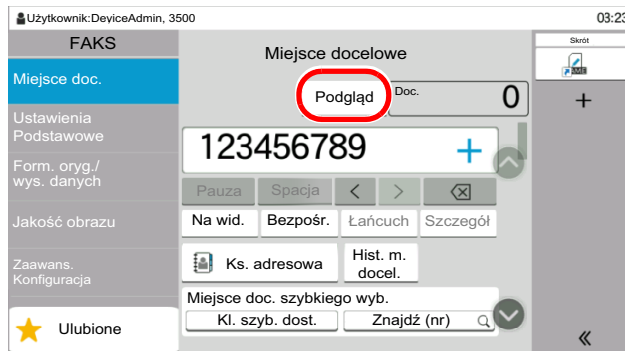 Użytkownik:DeviceAdmin, 3500
03:23
FAKS
Miejsce doc.
Ustawienia
Podstawowe
Form. oryg./
wys. danych
Jakość obrazu
Zaawans.
Konfiguracja
Ulubione
Miejsce docelowe
Podgląd
Doc.
0
123456789
+
Pauza
Spacja
<
>
Na wid.
Bezpośr.
Łańcuch
Szczegół
Ks. adresowa
Hist. m.
docel.
Miejsce doc. szybkiego wyb.
Kl. szyb. dost.
Znajdź (nr)
Skrót
+
«